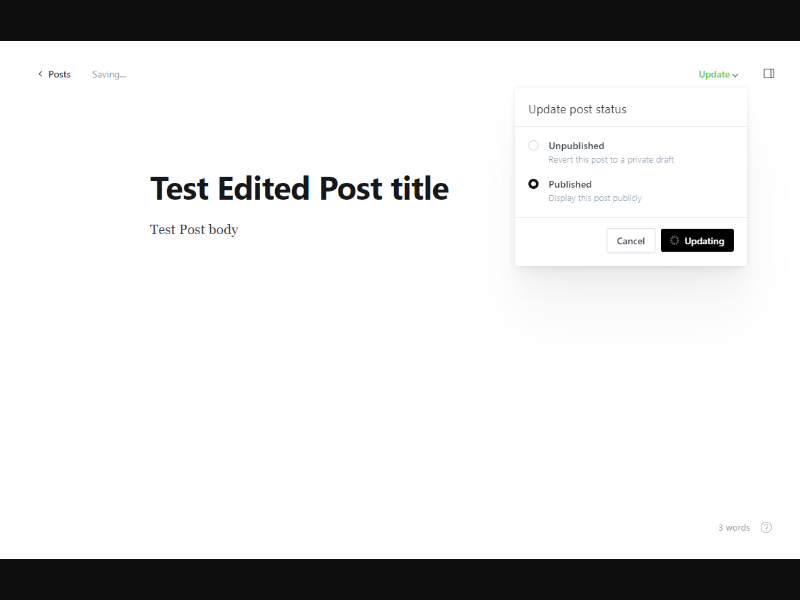 Posts
Saving...
Update
Update post status
Unpublished
Revert this post to a private draft
Published
Display this post publicly
Cancel
Updating
Test Edited Post title
Test Post body
3 words
?